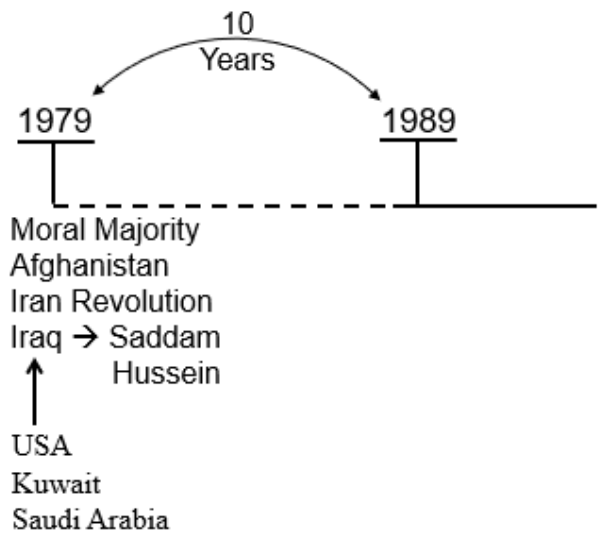 10
Years
1979
1989
Moral Majority
Afghanistan
Iran Revolution
Iraq → Saddam
Hussein
USA
Kuwait
Saudi Arabia